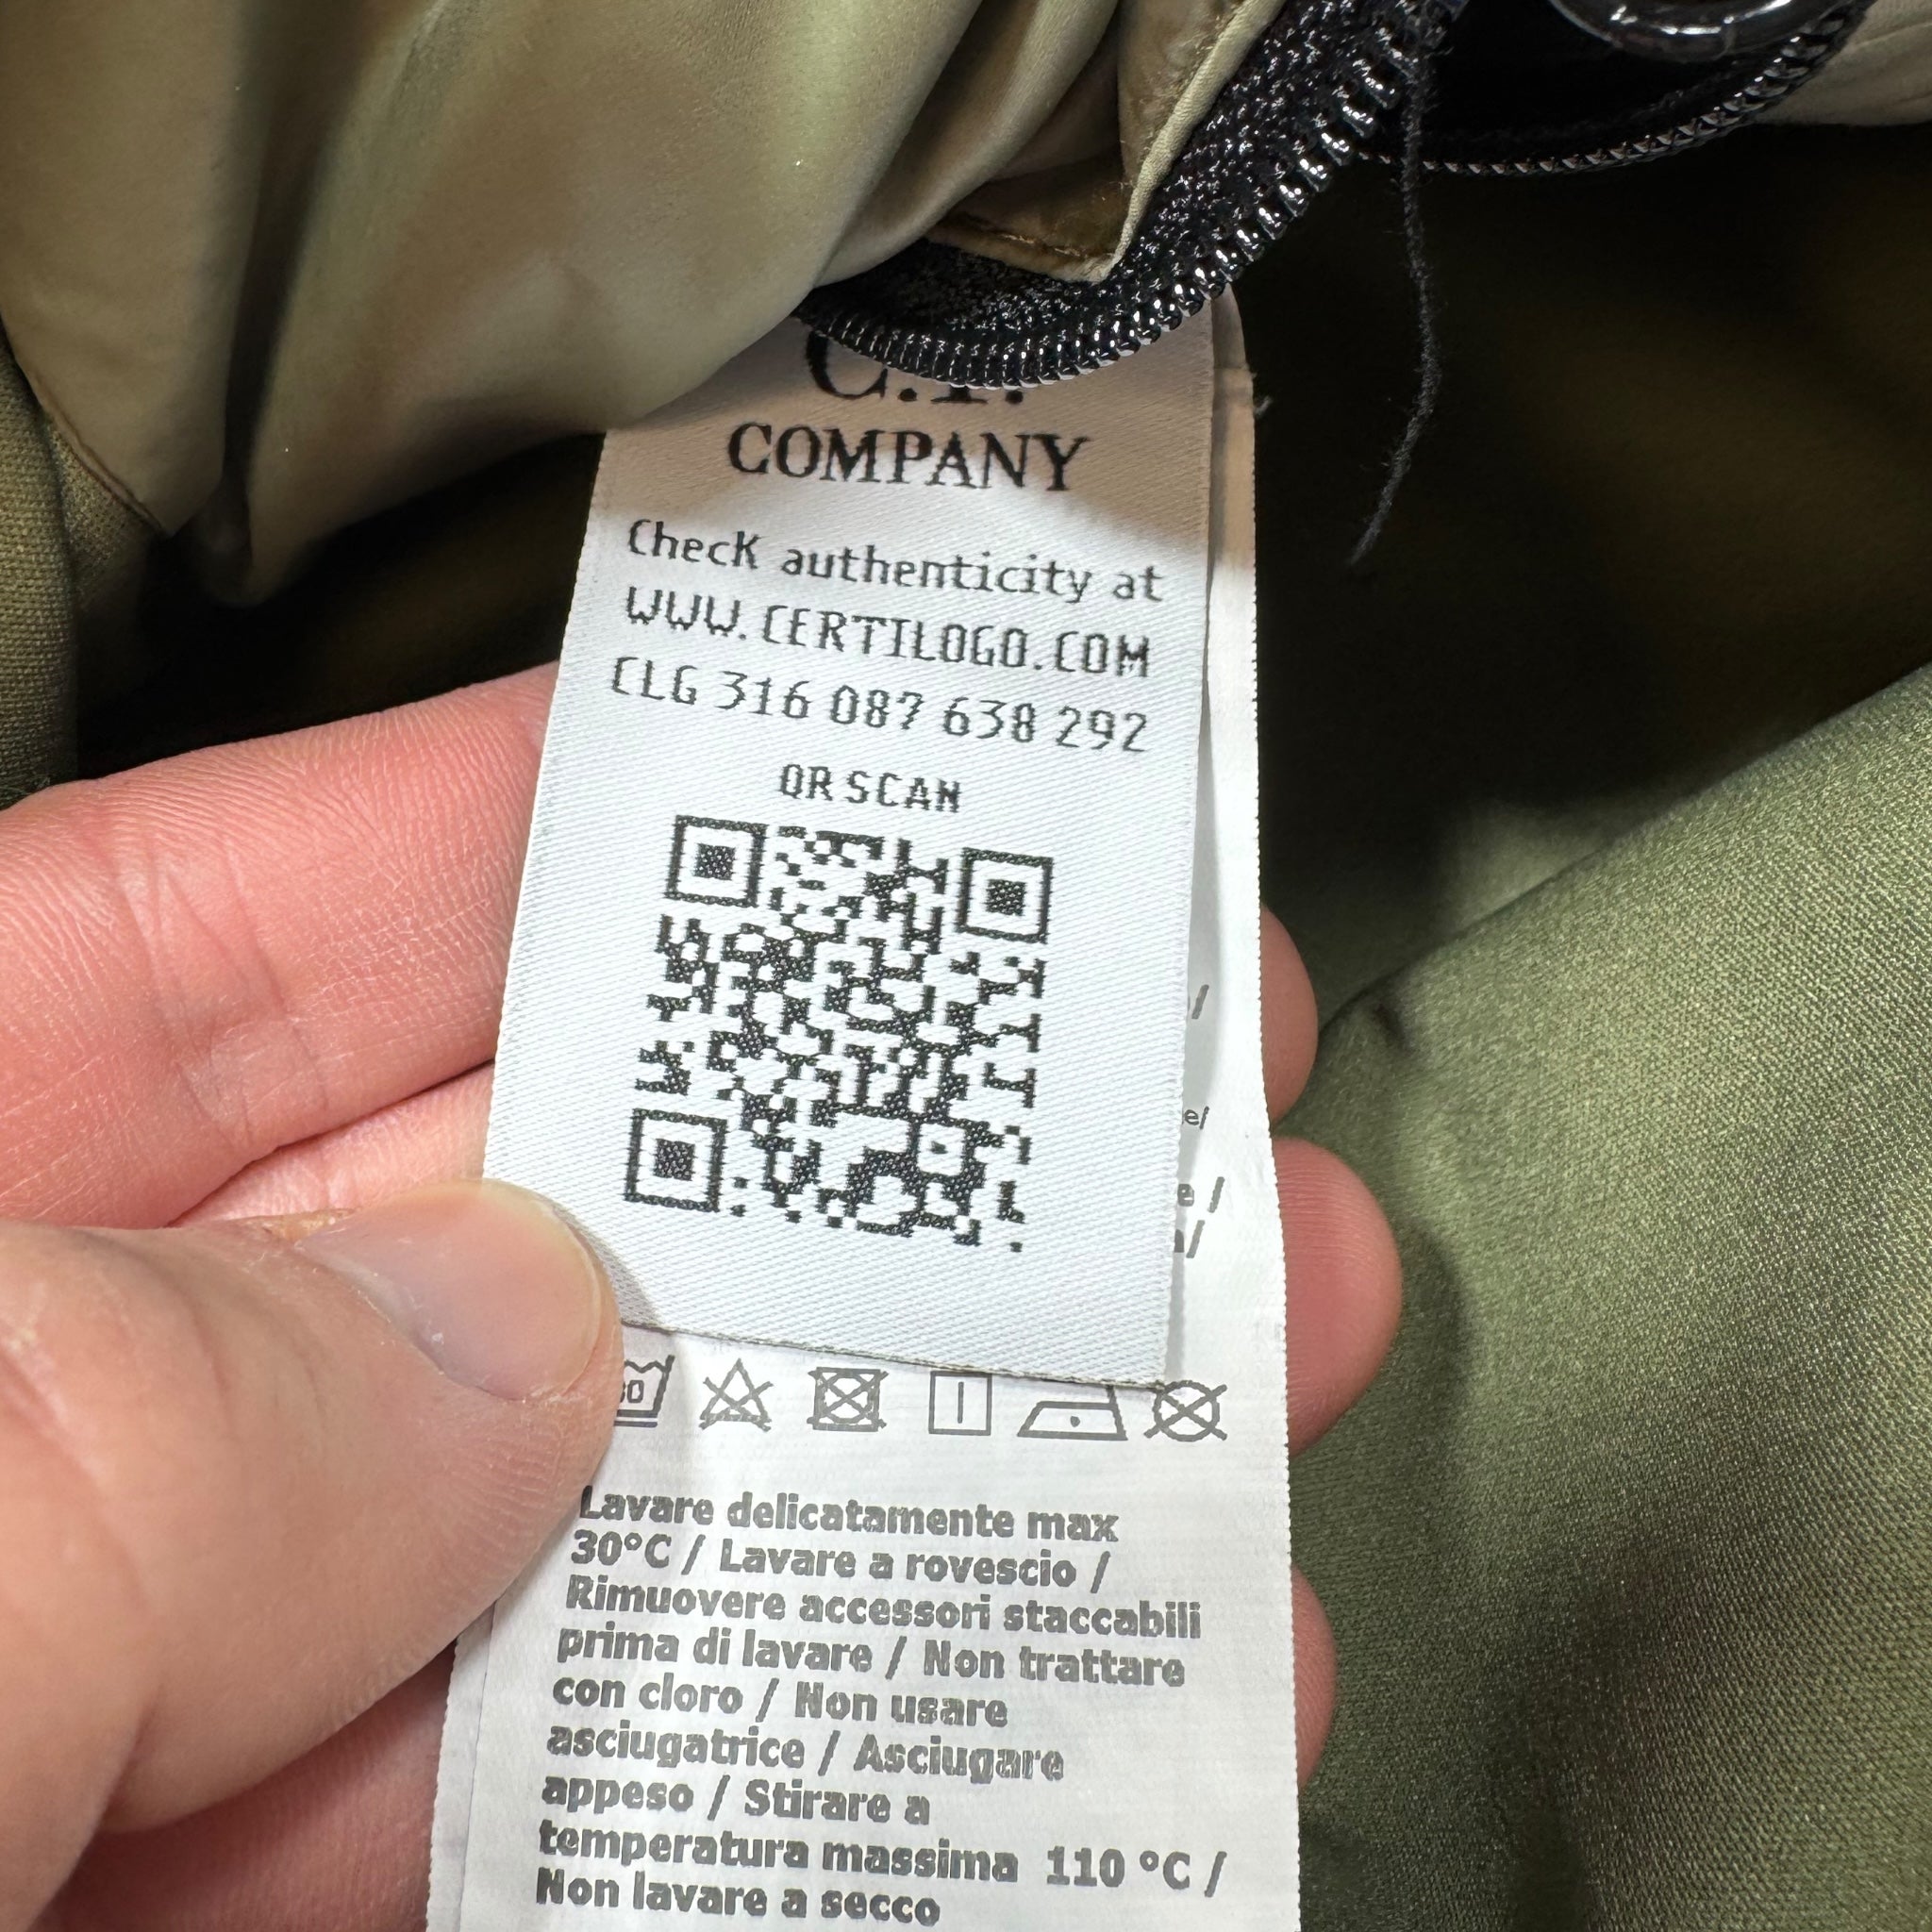 C.P.
COMPANY
Check authenticity at
WWW.CERTILOGO.COM
CLG 316 087 638 292
QR SCAN
Lavare delicatamente max
30°C / Lavare a rovescio /
Rimuovere accessori staccabili
prima di lavare / Non trattare
con cloro / Non usare
asciugatrice / Asciugare
appeso / Stirare a
temperatura massima 110 °C /
Non lavare a secco